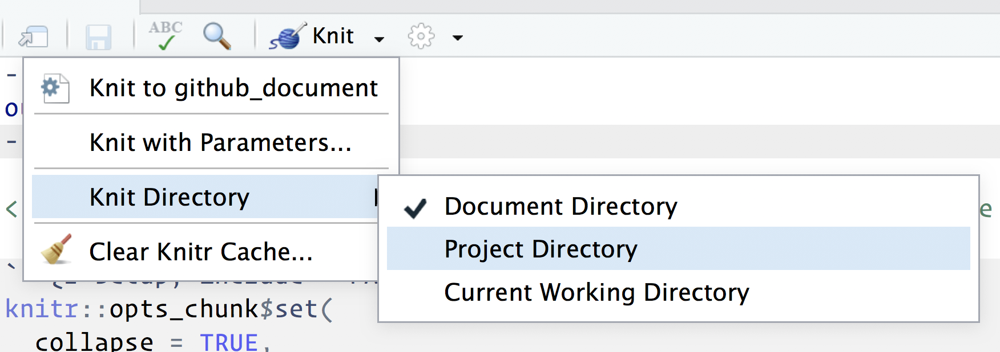 ABC
Knit
-
Knit to github_document
-
Knit with Parameters...
Knit Directory
Document Directory
<
e
Project Directory
Clear Knitr Cache...
Current Working Directory
knitr::opts_chunk$set(
collapse = TRUE,